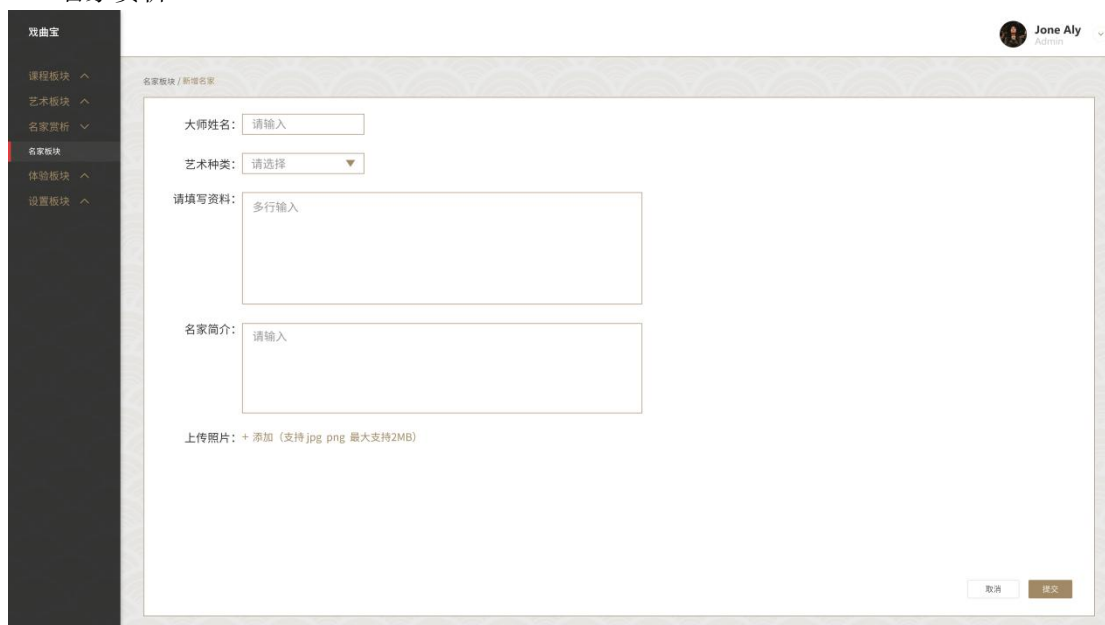 戏曲宝
Jone Aly
Admin
课程板块
艺术板块
名家赏析
名家板块
体验板块
设置板块
名家板块 / 新增名家
大师姓名： 请输入
艺术种类： 请选择
请填写资料： 多行输入
名家简介： 请输入
上传照片： + 添加（支持 jpg png 最大支持2MB）
取消 提交